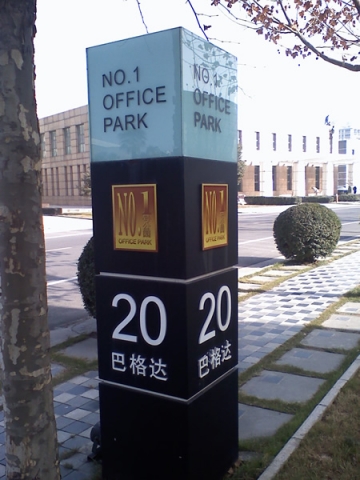 NO.1
OFFICE
PARK
NO.1
OFFICE
PARK
NO.1
OFFICE PARK
NO.1
OFFICE PARK
20
巴格达
20
巴格达